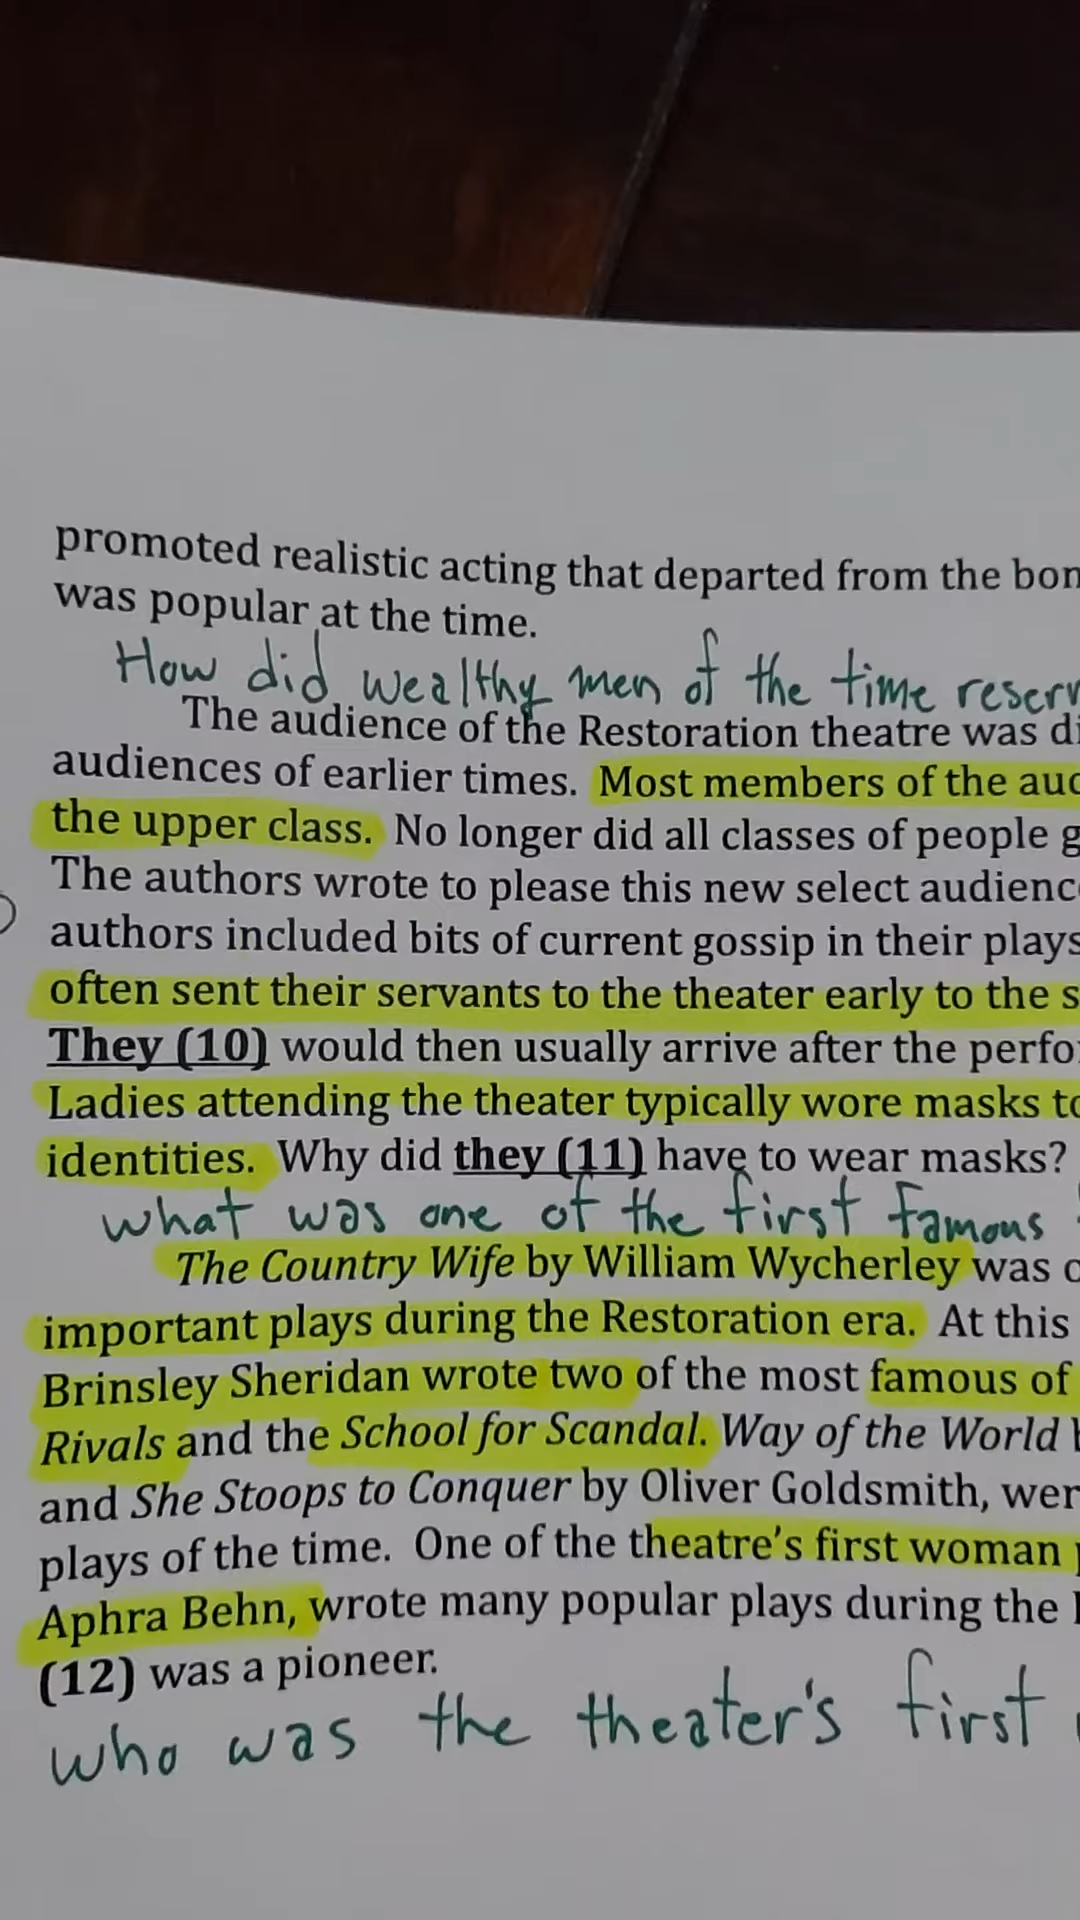 promoted realistic acting that departed from the bom
was popular at the time.
How did wealthy men of the time reserv
The audience of the Restoration theatre was di
audiences of earlier times. Most members of the aud
the upper class. No longer did all classes of people g
The authors wrote to please this new select audienc
authors included bits of current gossip in their plays
often sent their servants to the theater early to the s
They (10) would then usually arrive after the perfo
Ladies attending the theater typically wore masks to
identities. Why did they (11) have to wear masks?
what was one of the first famous
The Country Wife by William Wycherley was o
important plays during the Restoration era. At this
Brinsley Sheridan wrote two of the most famous of
Rivals and the School for Scandal. Way of the World b
and She Stoops to Conquer by Oliver Goldsmith, wer
plays of the time. One of the theatre's first woman p
Aphra Behn, wrote many popular plays during the
(12) was a pioneer.
who was the theater's first